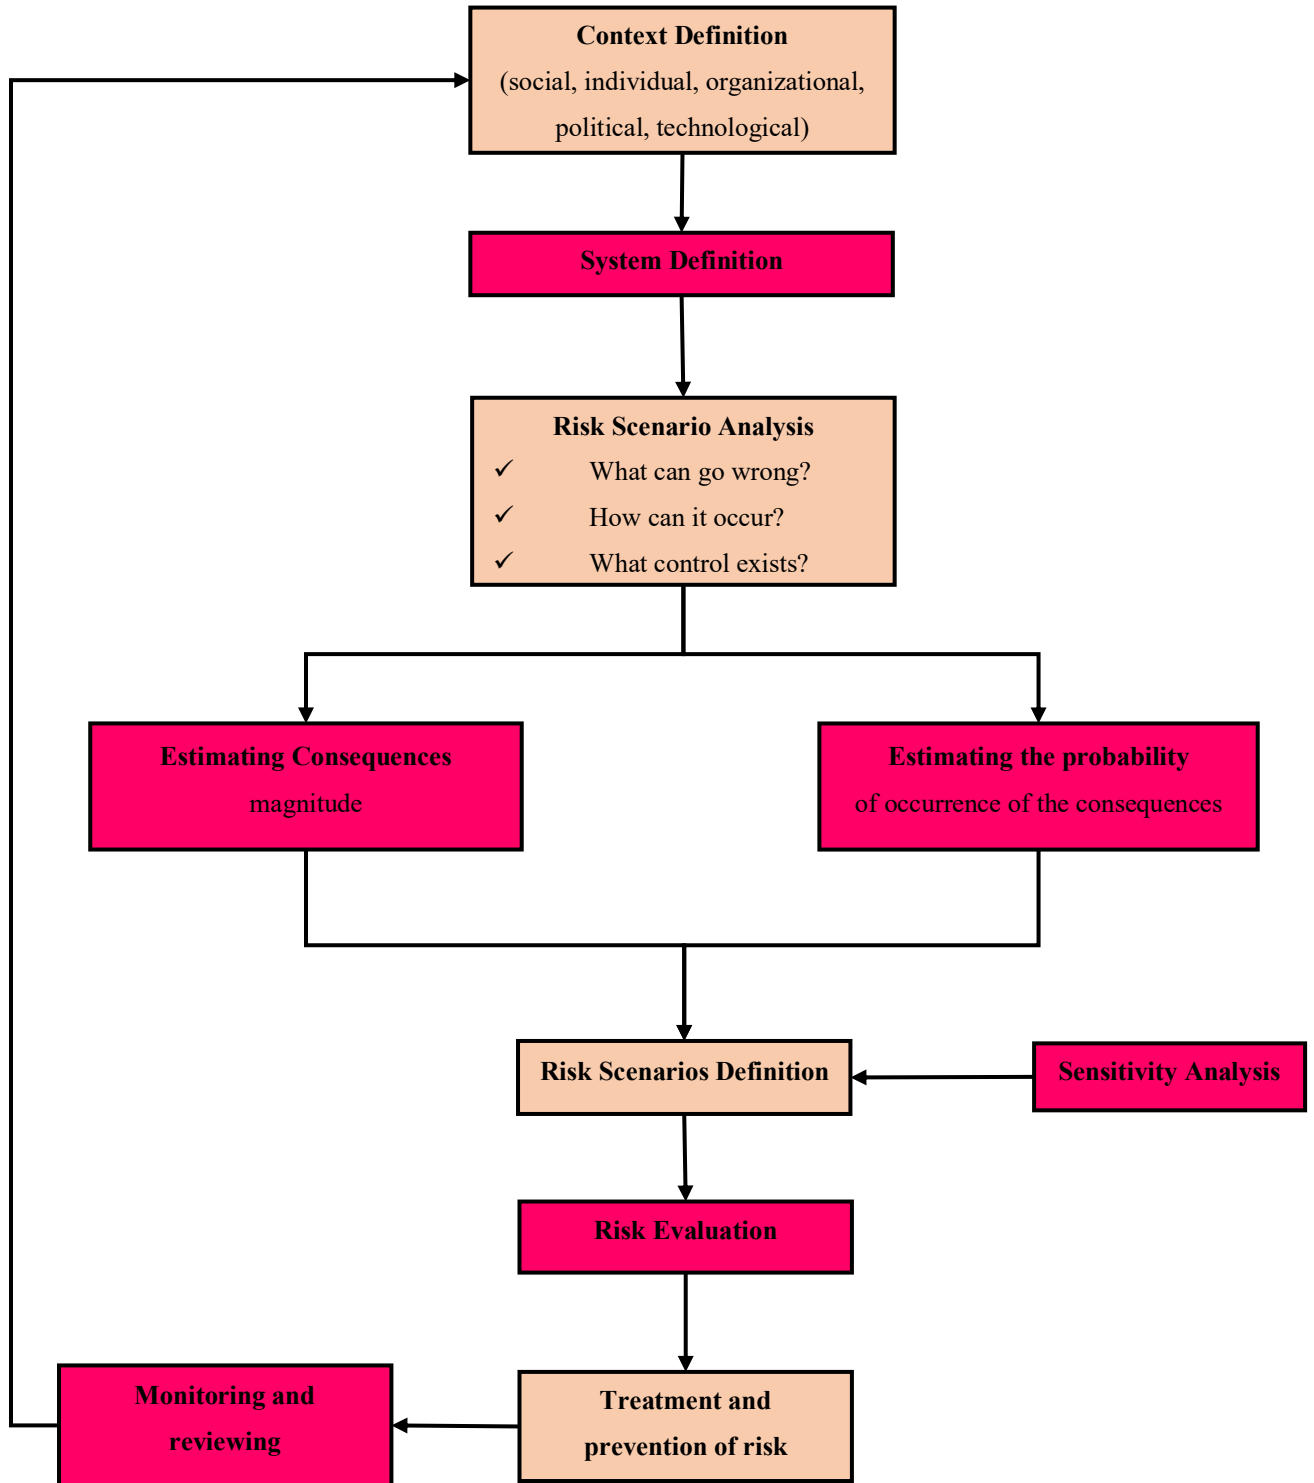 Context Definition
(social, individual, organizational,
political, technological)
System Definition
Risk Scenario Analysis
✓ What can go wrong?
✓ How can it occur?
✓ What control exists?
Estimating Consequences
magnitude
Estimating the probability
of occurrence of the consequences
Risk Scenarios Definition
Sensitivity Analysis
Risk Evaluation
Monitoring and
reviewing
Treatment and
prevention of risk